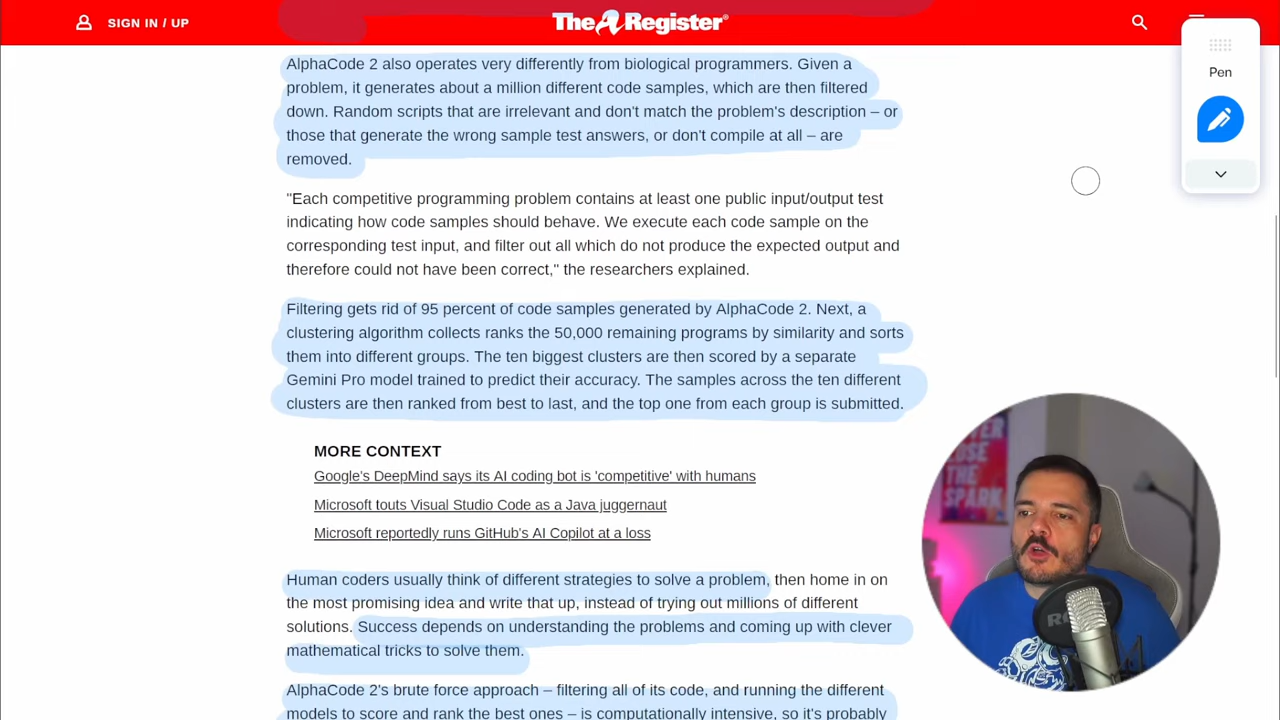 SIGN IN / UP
The Register®
Pen
AlphaCode 2 also operates very differently from biological programmers. Given a
problem, it generates about a million different code samples, which are then filtered
down. Random scripts that are irrelevant and don't match the problem's description – or
those that generate the wrong sample test answers, or don't compile at all – are
removed.
"Each competitive programming problem contains at least one public input/output test
indicating how code samples should behave. We execute each code sample on the
corresponding test input, and filter out all which do not produce the expected output and
therefore could not have been correct," the researchers explained.
Filtering gets rid of 95 percent of code samples generated by AlphaCode 2. Next, a
clustering algorithm collects ranks the 50,000 remaining programs by similarity and sorts
them into different groups. The ten biggest clusters are then scored by a separate
Gemini Pro model trained to predict their accuracy. The samples across the ten different
clusters are then ranked from best to last, and the top one from each group is submitted.
MORE CONTEXT
Google's DeepMind says its AI coding bot is 'competitive' with humans
Microsoft touts Visual Studio Code as a Java juggernaut
Microsoft reportedly runs GitHub's AI Copilot at a loss
Human coders usually think of different strategies to solve a problem, then home in on
the most promising idea and write that up, instead of trying out millions of different
solutions. Success depends on understanding the problems and coming up with clever
mathematical tricks to solve them.
AlphaCode 2's brute force approach – filtering all of its code, and running the different
models to score and rank the best ones – is computationally intensive, so it's probably
USE
THE
SPARK